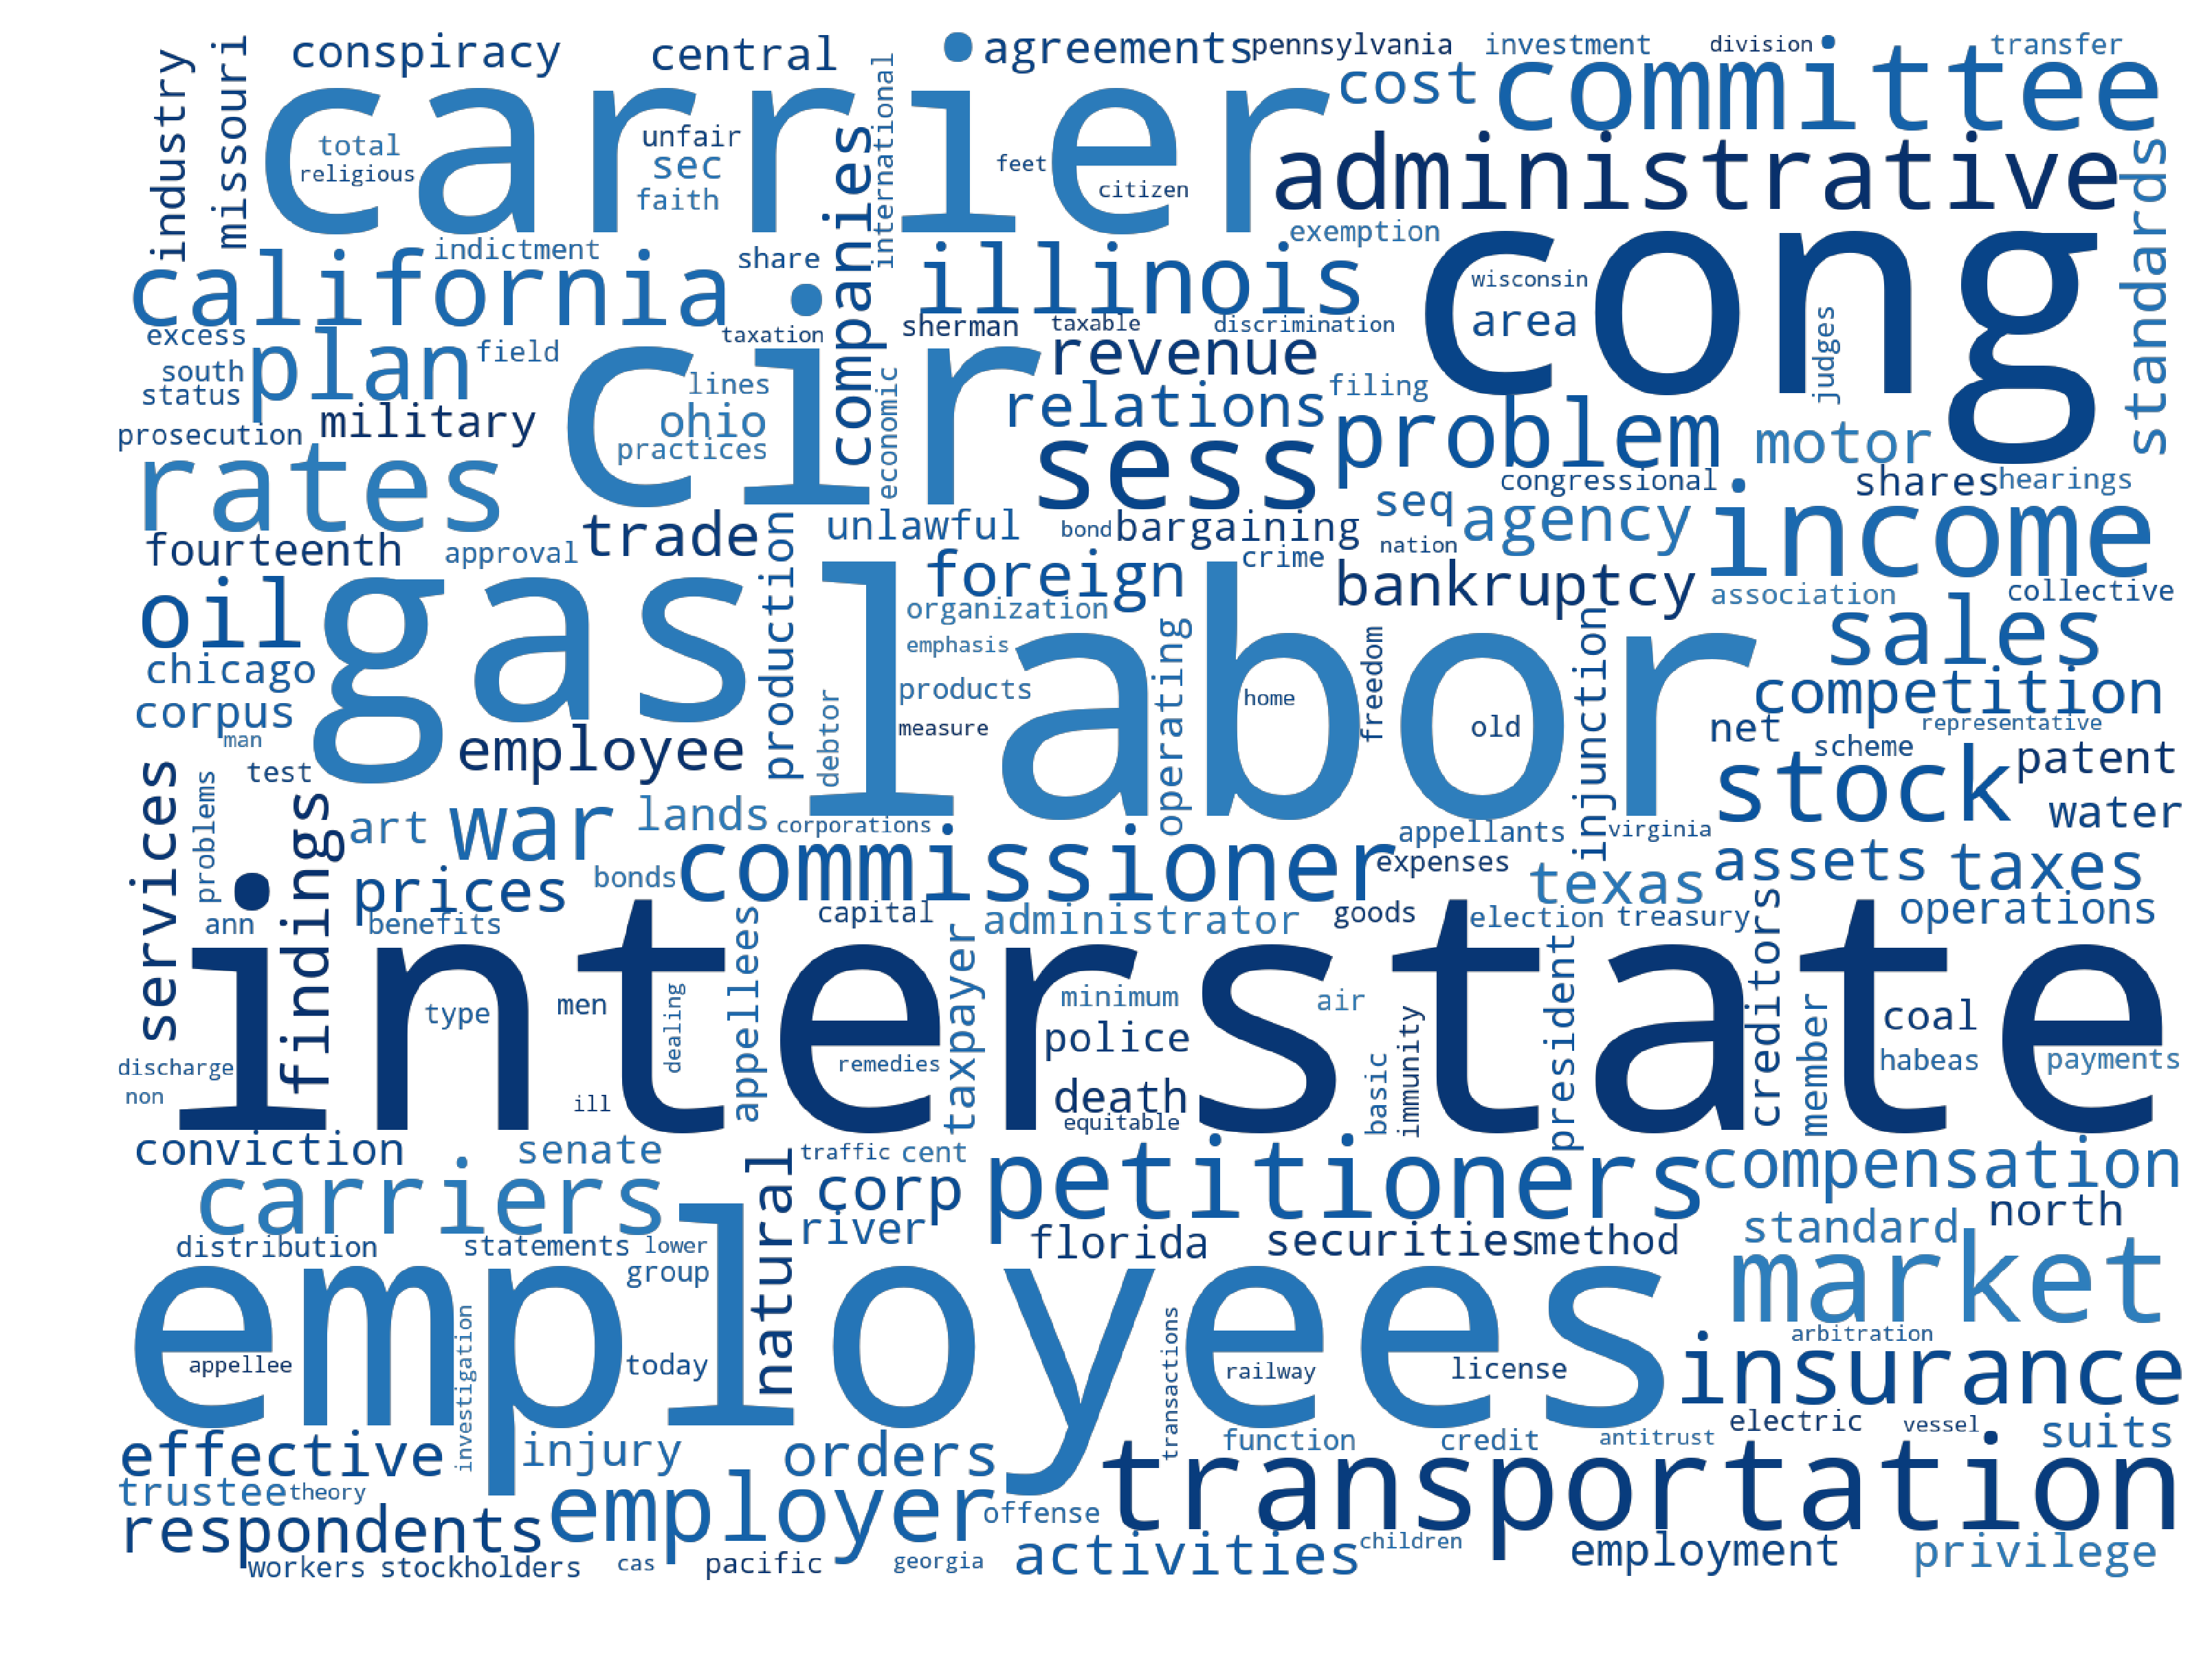 conspiracy central agreements pennsylvania investment division transfer
industry missouri carrier international cost committee
total religious unfair sec faith companies feet citizen administrative standards
indictment california share illinois exemption cong wisconsin area judges
excess plan field taxation sherman taxable discrimination revenue
south status lines economic relations filing
prosecution military ohio practices cir sess problem motor
rates congressional shares hearings
fourteenth approval trade production unlawful bond bargaining seq nation agency income
oil gas foreign crime bankruptcy association collective
organization labor sales
chicago emphasis operating freedom injunction
corpus man products debtor measure home old net competition representative
employee test problems scheme stock patent
services findings art war lands corporations appellants virginia water
prices bonds commissioner expenses texas assets taxes
ann benefits capital administrator goods election treasury creditors operations
interstate appellees taxpayer president
type men dealing minimum air police immunity member coal
discharge non ill remedies death equitable basic habeas payments
conviction senate natural traffic cent petitioners compensation
carriers corp river north
distribution statements lower group florida securities method standard market
employees transactions arbitration
appellee investigation today railway license insurance
effective injury orders function credit antitrust electric vessel suits
trustee theory employer offense transportation
respondents activities children employment privilege
workers stockholders cas pacific georgia